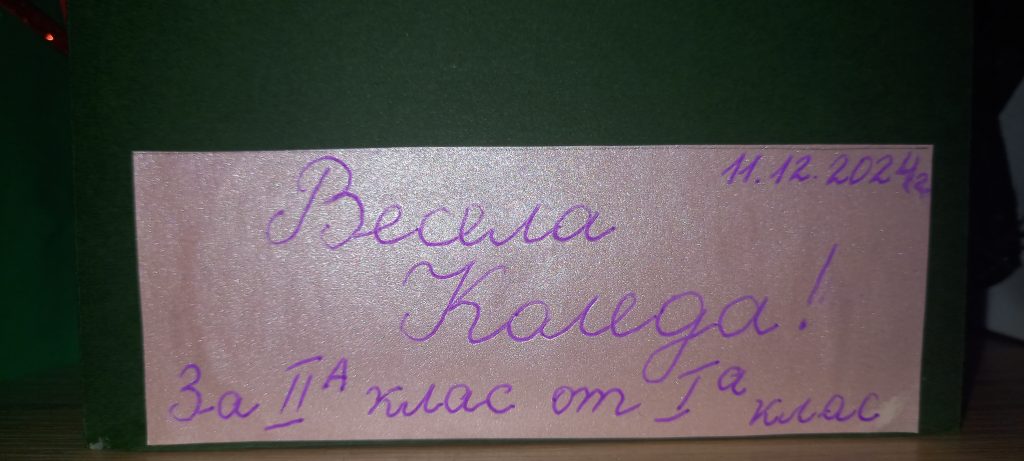 11.12.2024г
Весела
Коледа!
За IIА клас от Iа клас